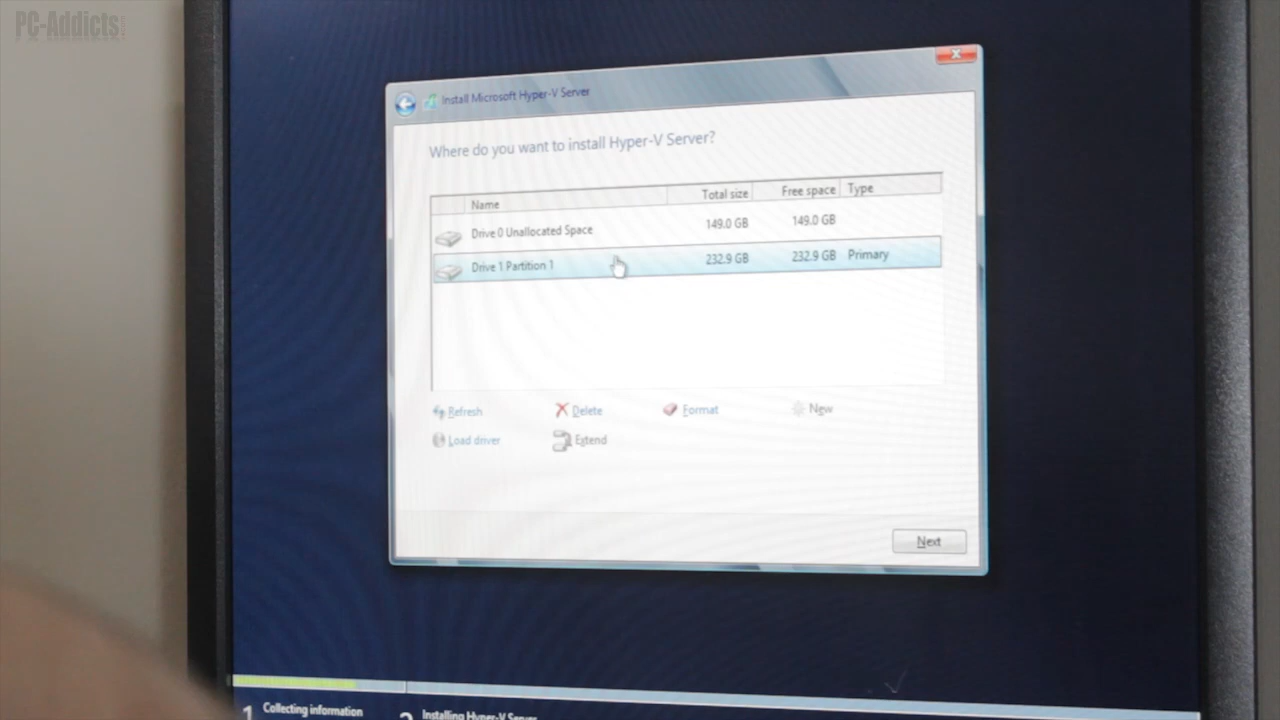 PC-Addicts
Install Microsoft Hyper-V Server
Where do you want to install Hyper-V Server?
Name Total size Free space Type
Drive 0 Unallocated Space 149.0 GB 149.0 GB
Drive 1 Partition 1 232.9 GB 232.9 GB Primary
Refresh Delete Format New
Load driver Extend
Next
1 Collecting information 2 Installing Hyper-V Server